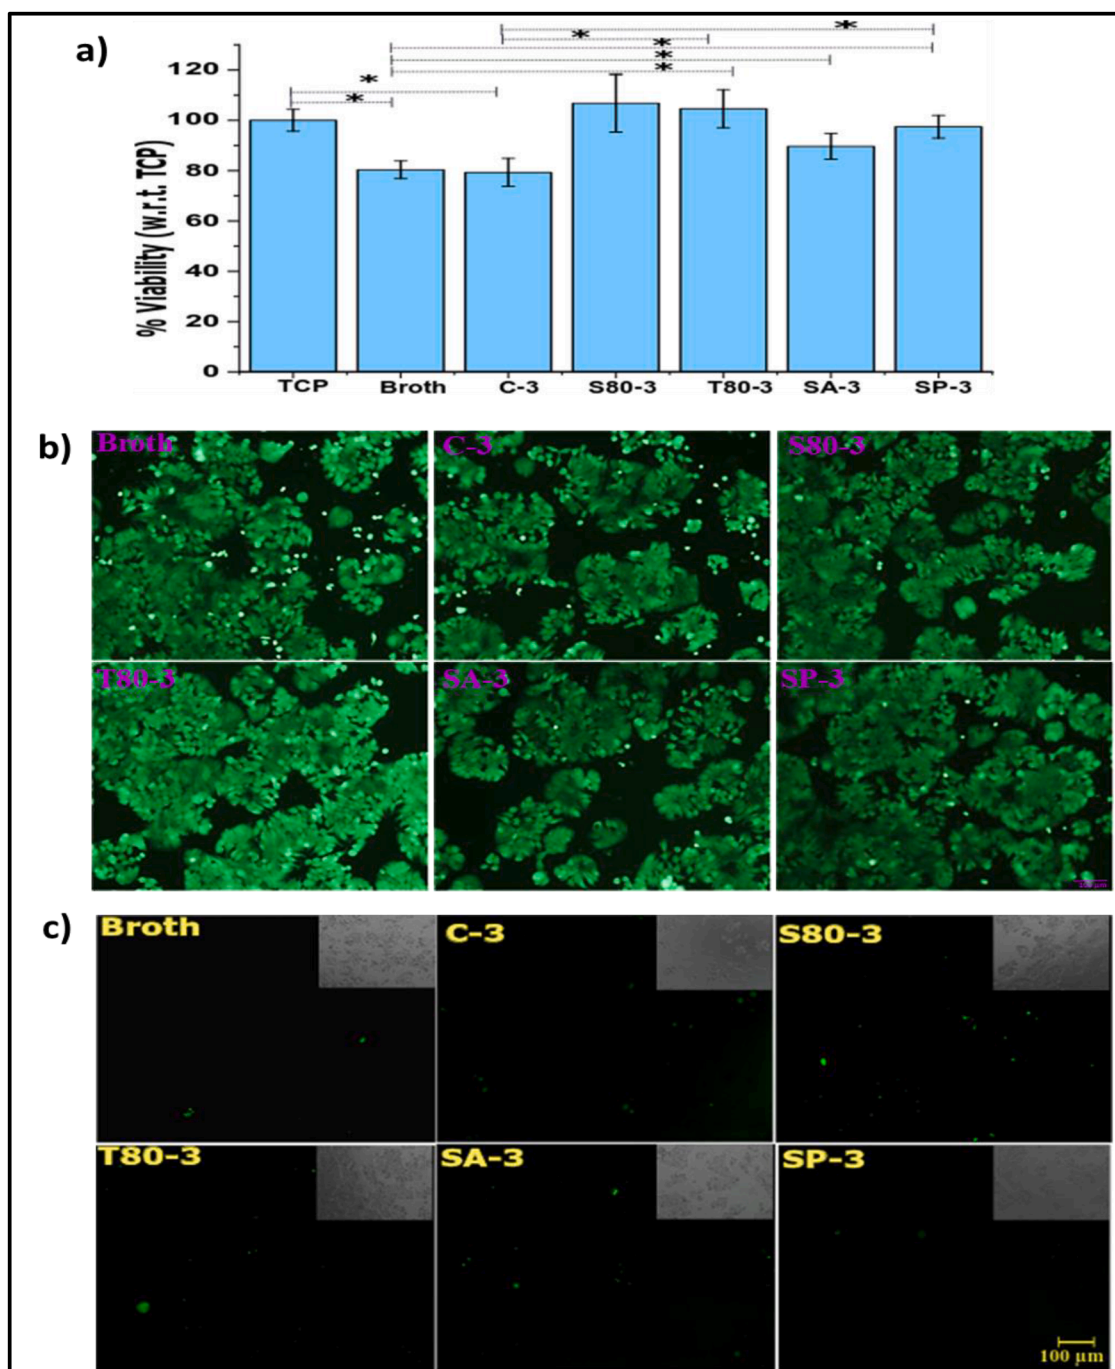 a)
% Viability (w.r.t. TCP)
120
100
80
60
40
20
0
* * * * * * *
TCP Broth C-3 S80-3 T80-3 SA-3 SP-3
b)
Broth C-3 S80-3
T80-3 SA-3 SP-3
100 µm
c)
Broth C-3 S80-3
T80-3 SA-3 SP-3
100 µm